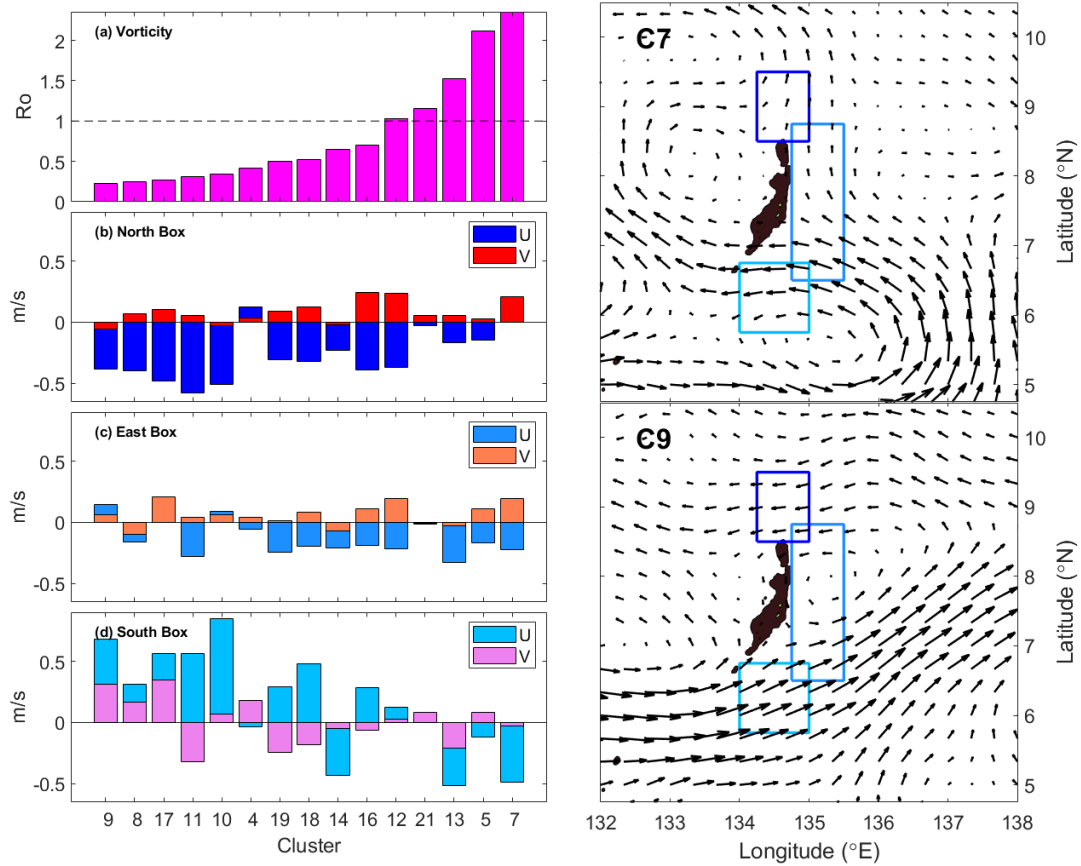 (a) Vorticity
2
1.5
1
0.5
0
Ro
(b) North Box
U
V
0.5
0
-0.5
m/s
(c) East Box
U
V
0.5
0
-0.5
m/s
(d) South Box
U
V
0.5
0
-0.5
m/s
9 8 17 11 10 4 19 18 14 16 12 21 13 5 7
Cluster
Є7
10
9
8
7
6
5
Latitude (°N)
Є9
10
9
8
7
6
5
Latitude (°N)
132 133 134 135 136 137 138
Longitude (°E)